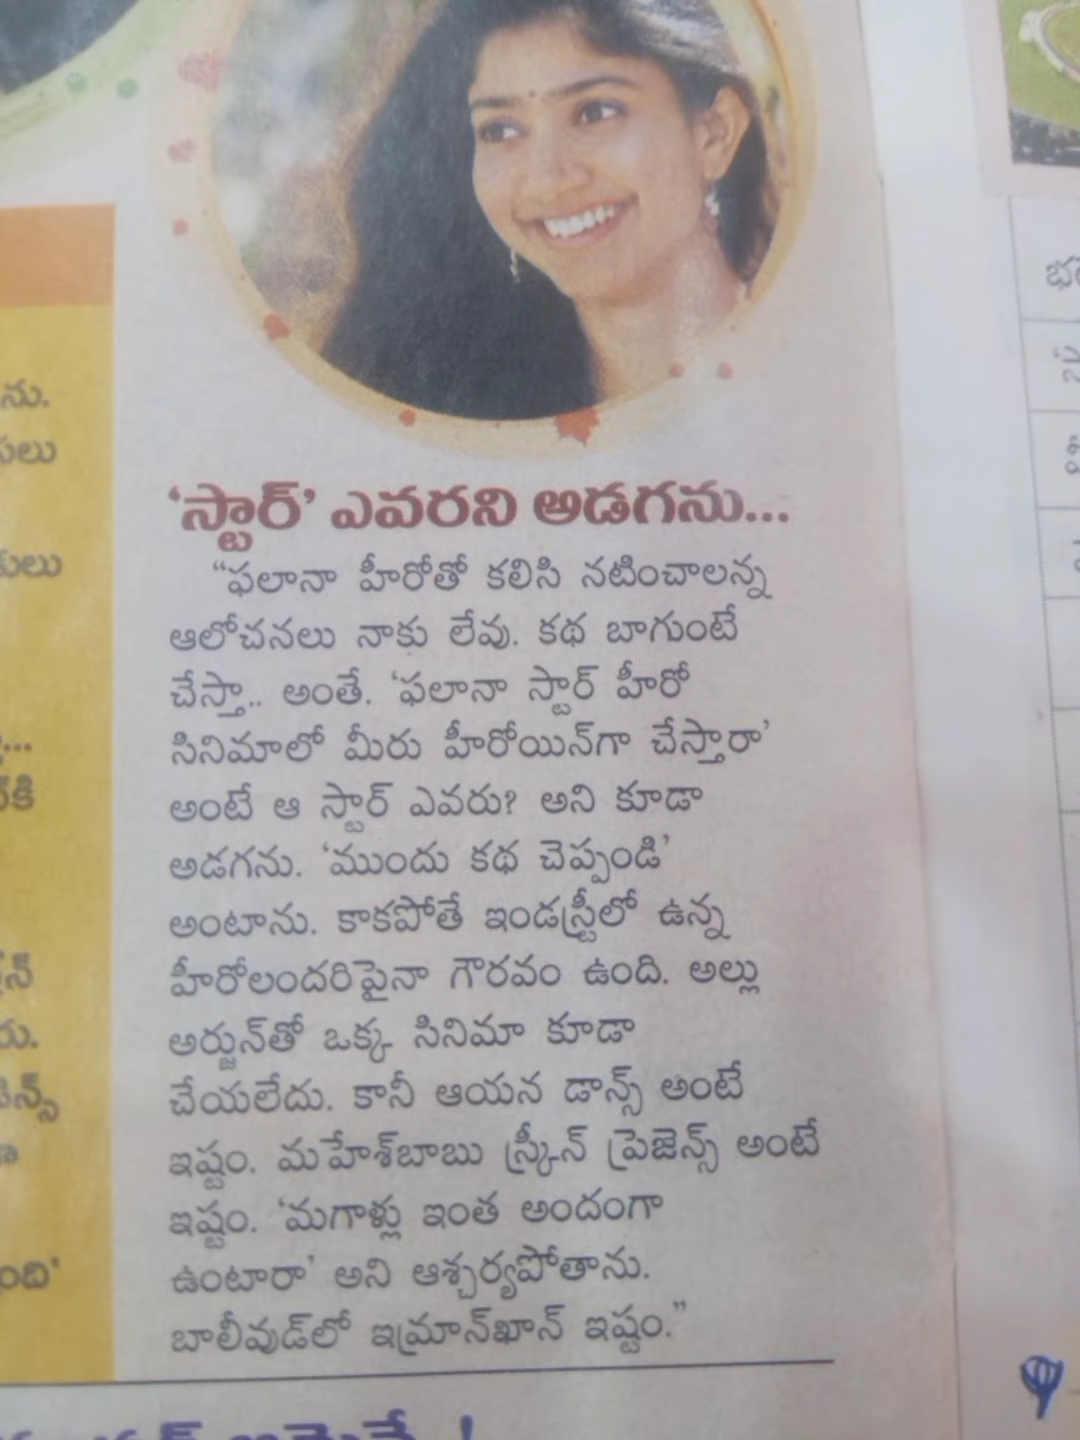 'స్టార్' ఎవరని అడగను...
"ఫలానా హీరోతో కలిసి నటించాలన్న
ఆలోచనలు నాకు లేవు. కథ బాగుంటే
చేస్తా.. అంతే. 'ఫలానా స్టార్ హీరో
సినిమాలో మీరు హీరోయిన్‌గా చేస్తారా'
అంటే ఆ స్టార్ ఎవరు? అని కూడా
అడగను. 'ముందు కథ చెప్పండి'
అంటాను. కాకపోతే ఇండస్ట్రీలో ఉన్న
హీరోలందరిపైనా గౌరవం ఉంది. అల్లు
అర్జున్‌తో ఒక్క సినిమా కూడా
చేయలేదు. కానీ ఆయన డాన్స్ అంటే
ఇష్టం. మహేశ్‌బాబు స్క్రీన్ ప్రెజెన్స్ అంటే
ఇష్టం. 'మగాళ్లు ఇంత అందంగా
ఉంటారా' అని ఆశ్చర్యపోతాను.
బాలీవుడ్‌లో ఇమ్రాన్‌ఖాన్ ఇష్టం."